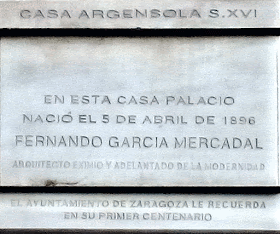 CASA ARGENSOLA S.XVI
EN ESTA CASA PALACIO
NACIÓ EL 5 DE ABRIL DE 1896
FERNANDO GARCIA MERCADAL
ARQUITECTO EXIMIO Y ADELANTADO DE LA MODERNIDAD
EL AYUNTAMIENTO DE ZARAGOZA LE RECUERDA
EN SU PRIMER CENTENARIO